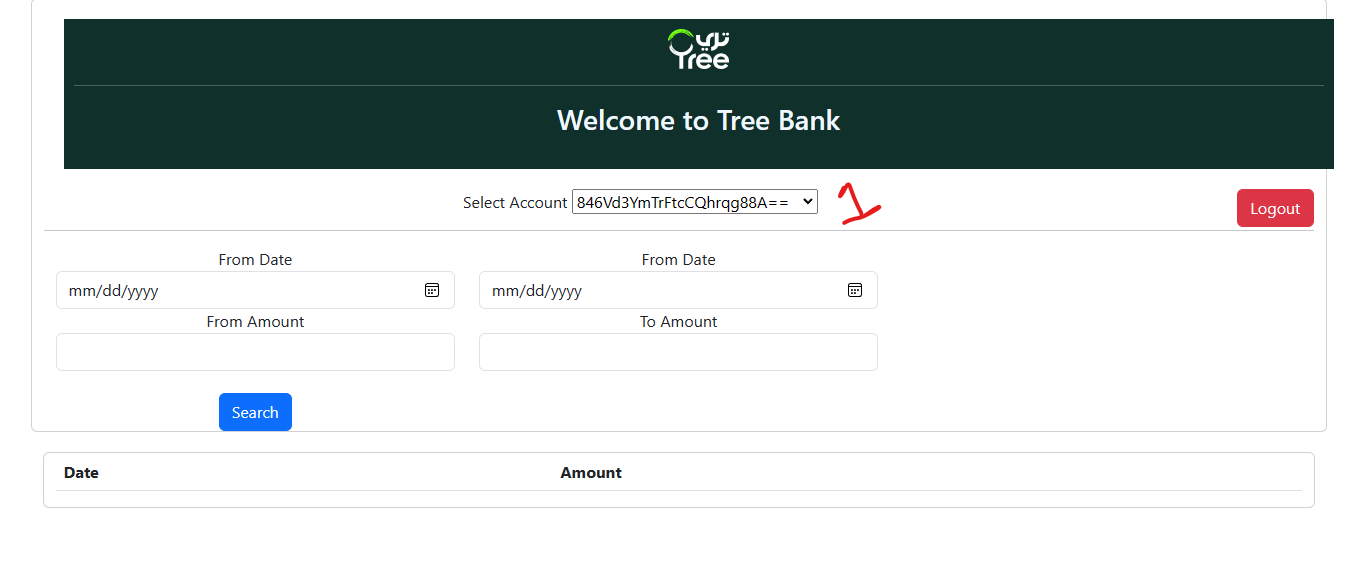 تري
Tree
Welcome to Tree Bank
Select Account 846Vd3YmTrFtcCQhrqg88A== 1
Logout
From Date From Date
mm/dd/yyyy mm/dd/yyyy
From Amount To Amount
Search
Date Amount